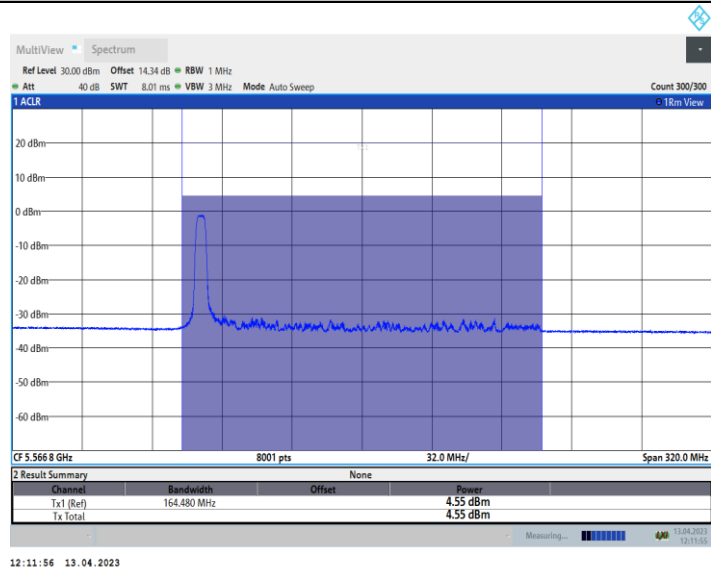 MultiView Spectrum
Ref Level 30.00 dBm Offset 14.34 dB RBW 1 MHz
Att 40 dB SWT 8.01 ms VBW 3 MHz Mode Auto Sweep Count 300/300
1 ACLR 1Rm View
20 dBm
10 dBm
0 dBm
-10 dBm
-20 dBm
-30 dBm
-40 dBm
-50 dBm
-60 dBm
CF 5.566 8 GHz 8001 pts 32.0 MHz/ Span 320.0 MHz
2 Result Summary None
Channel Bandwidth Offset Power
Tx1 (Ref) 164.480 MHz 4.55 dBm
Tx Total 4.55 dBm
Measuring... 13.04.2023
12:11:55
12:11:56 13.04.2023